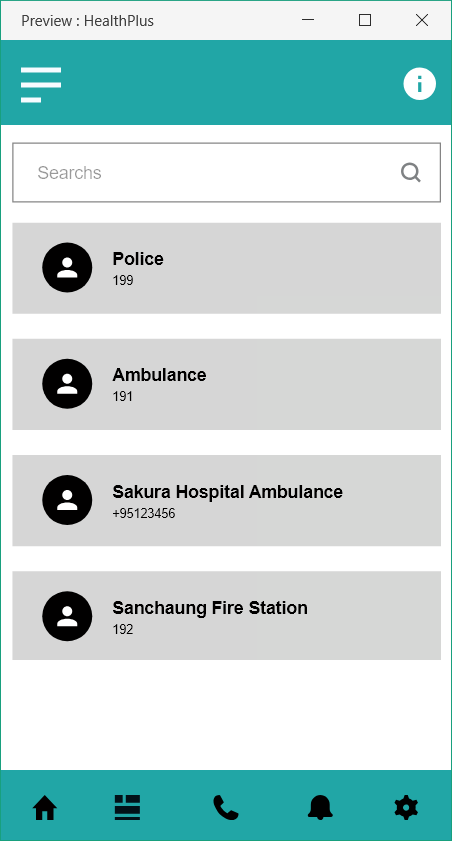 Preview : HealthPlus
Searchs
Police
199
Ambulance
191
Sakura Hospital Ambulance
+95123456
Sanchaung Fire Station
192